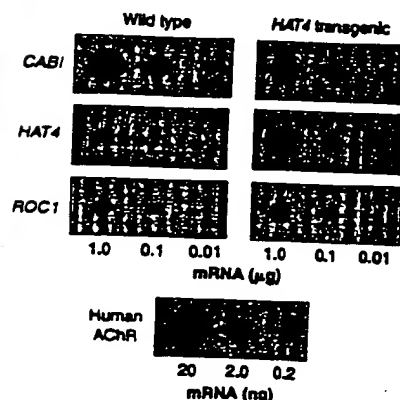 Wild type
HAT4 transgenic
CABI
HAT4
ROC1
1.0 0.1 0.01
1.0 0.1 0.01
mRNA (μg)
Human
AChR
20 2.0 0.2
mRNA (ng)